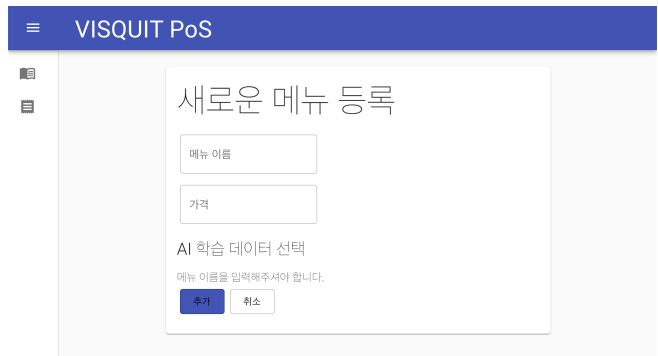 VISQUIT PoS
새로운 메뉴 등록
메뉴 이름
가격
AI 학습 데이터 선택
메뉴 이름을 입력해주셔야 합니다.
추가
취소